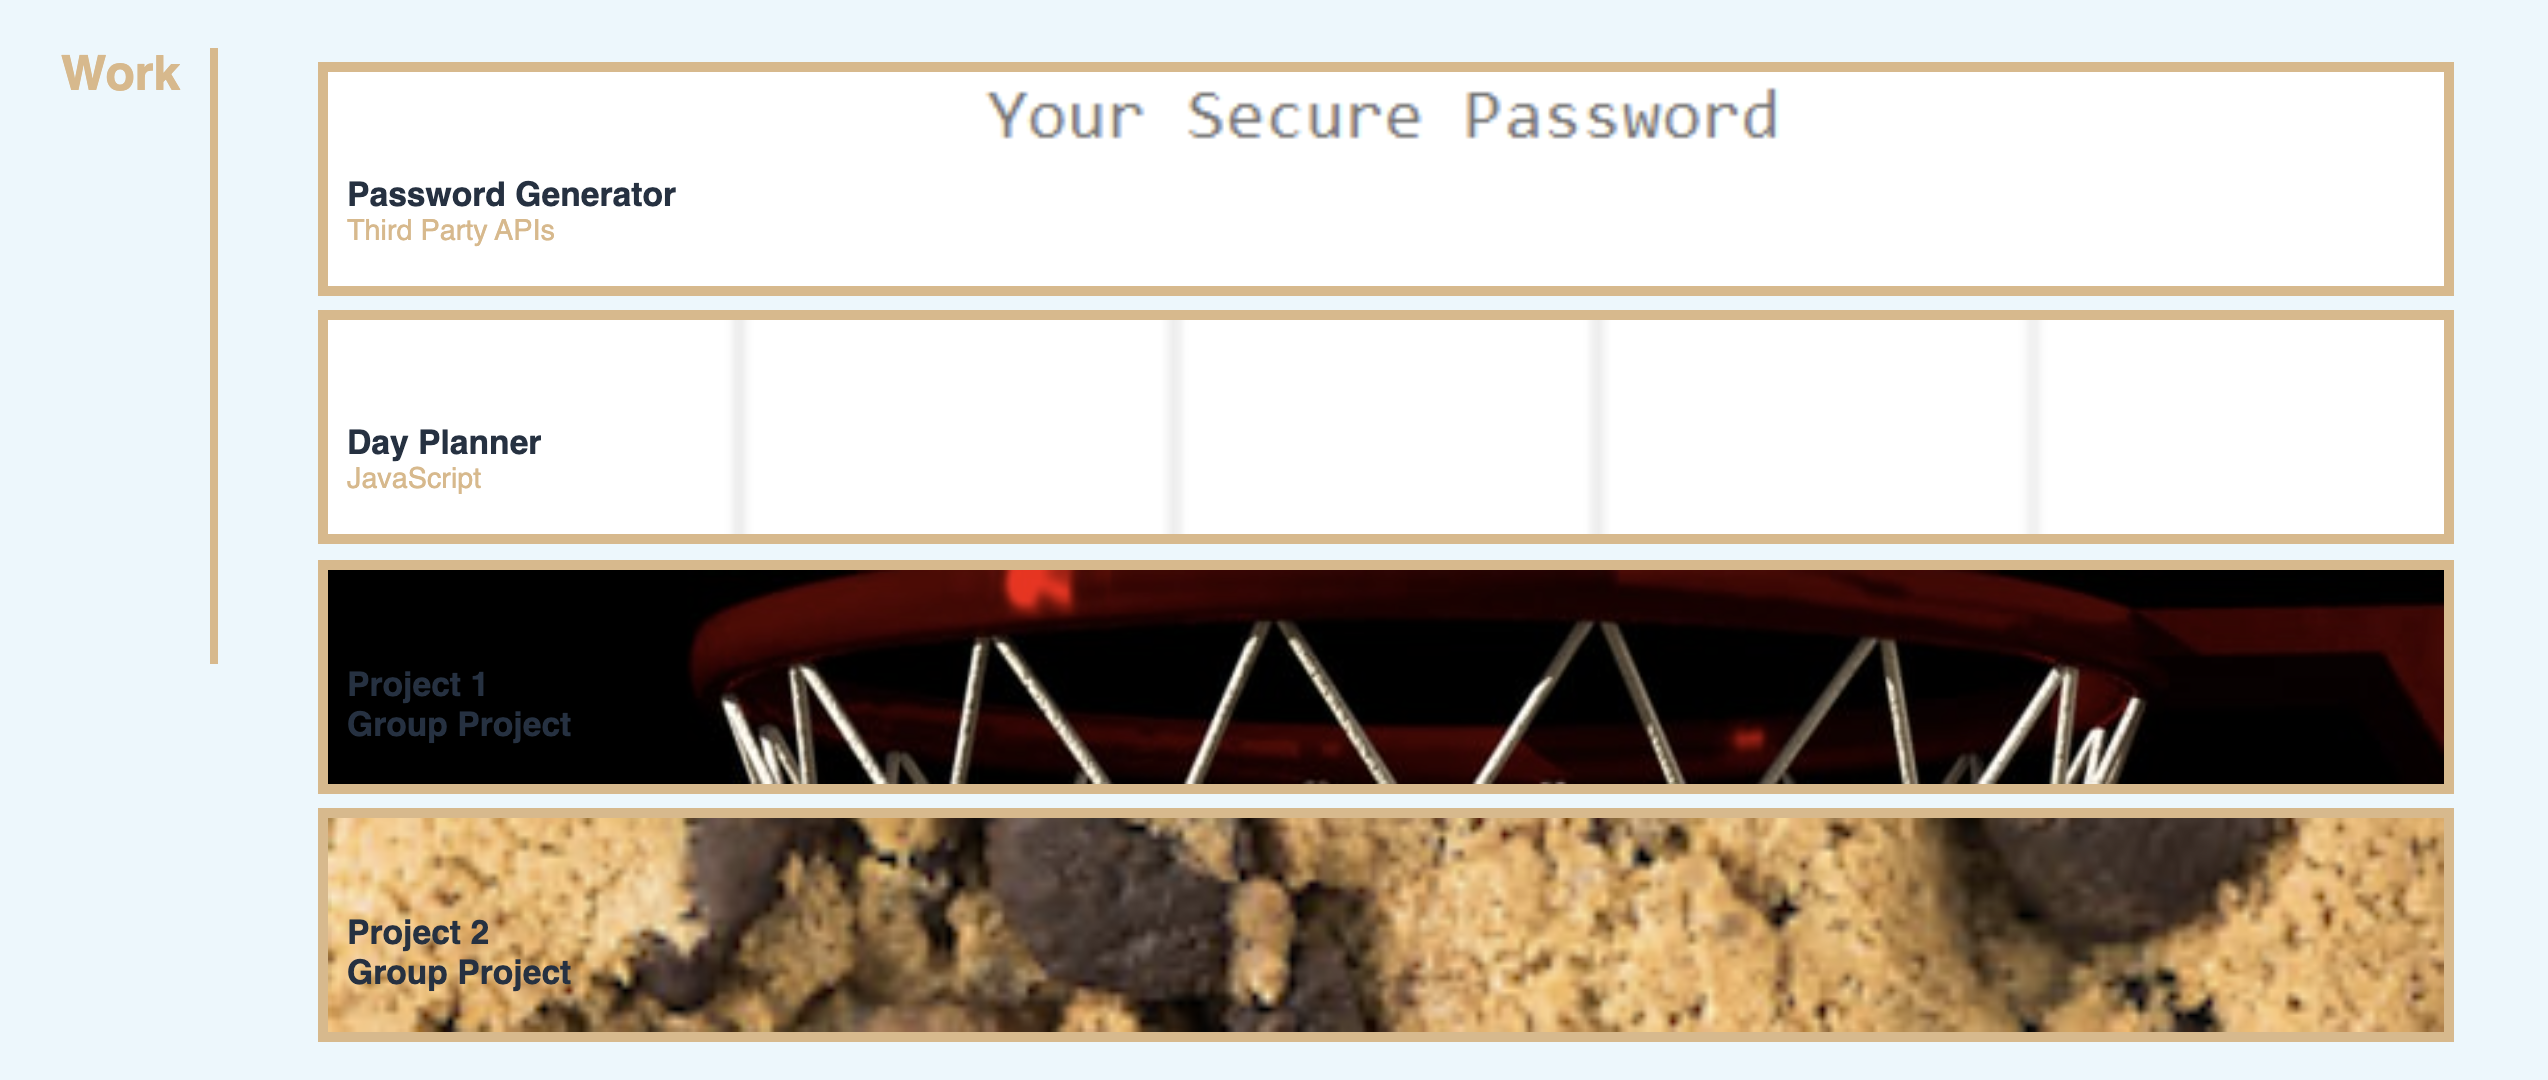 Work
Your Secure Password
Password Generator
Third Party APIs
Day Planner
JavaScript
Project 1
Group Project
Project 2
Group Project